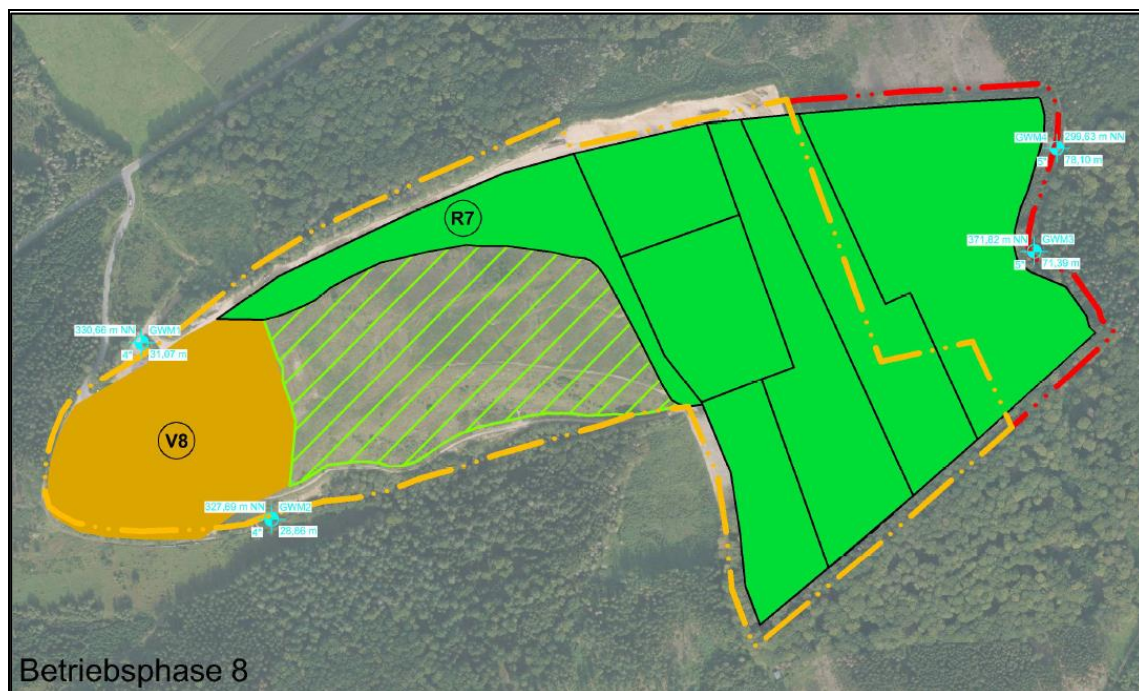 GWM4 299,63 m NN
5" 78,10 m
R7
371,82 m NN GWM3
5" 71,39 m
330,66 m NN GWM1
4" 31,07 m
V8
327,69 m NN GWM2
4" 28,86 m
Betriebsphase 8